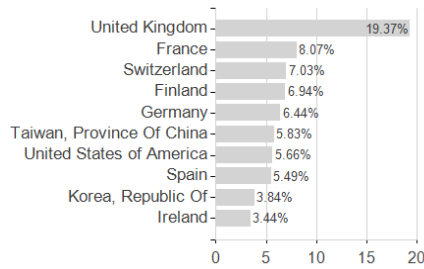 United Kingdom 19.37%
France 8.07%
Switzerland 7.03%
Finland 6.94%
Germany 6.44%
Taiwan, Province Of China 5.83%
United States of America 5.66%
Spain 5.49%
Korea, Republic Of 3.84%
Ireland 3.44%
0 5 10 15 20